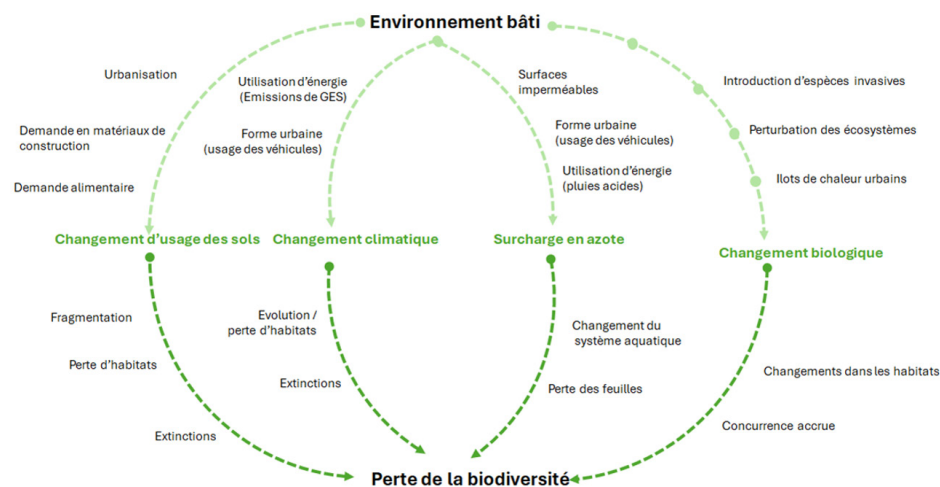 Environnement bâti
Urbanisation
Demande en matériaux de
construction
Demande alimentaire
Utilisation d’énergie
(Emissions de GES)
Forme urbaine
(usage des véhicules)
Surfaces
imperméables
Forme urbaine
(usage des véhicules)
Utilisation d’énergie
(pluies acides)
Introduction d’espèces invasives
Perturbation des écosystèmes
Ilots de chaleur urbains
Changement d’usage des sols
Changement climatique
Surcharge en azote
Changement biologique
Fragmentation
Perte d’habitats
Extinctions
Evolution /
perte d’habitats
Extinctions
Changement du
système aquatique
Perte des feuilles
Changements dans les habitats
Concurrence accrue
Perte de la biodiversité